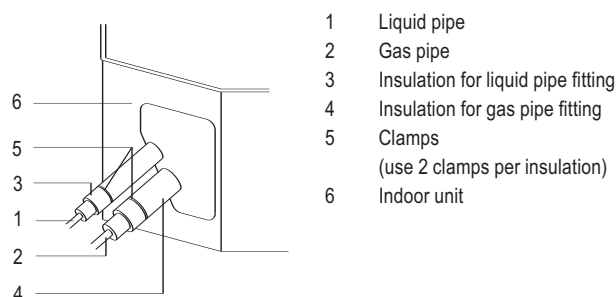 6
5
3
1
2
4
1 Liquid pipe
2 Gas pipe
3 Insulation for liquid pipe fitting
4 Insulation for gas pipe fitting
5 Clamps
(use 2 clamps per insulation)
6 Indoor unit